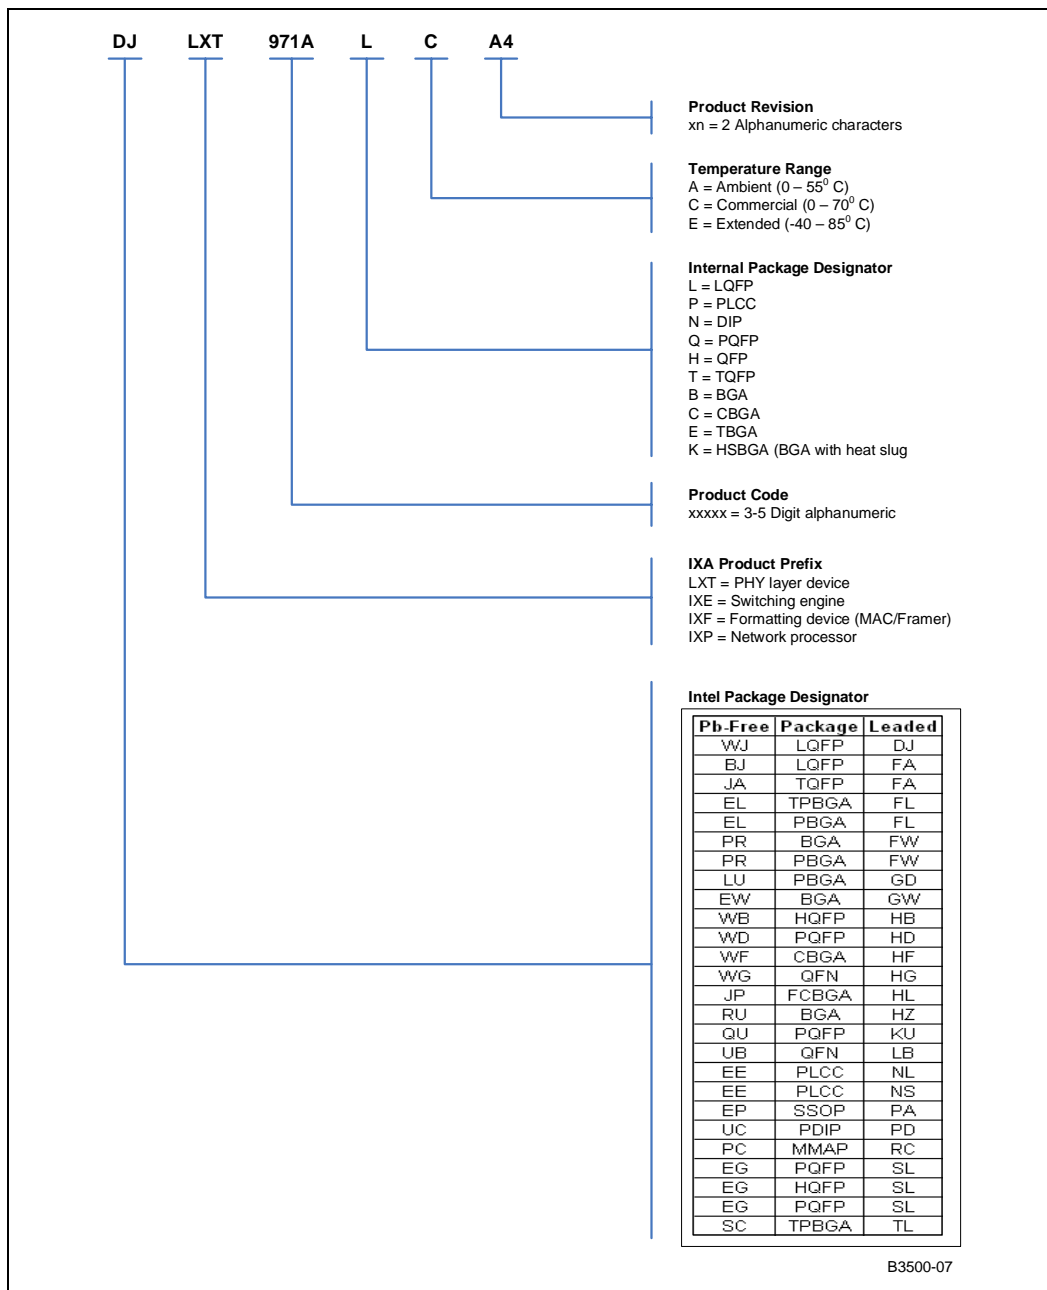 DJ LXT 971A L C A4
Product Revision
xn = 2 Alphanumeric characters
Temperature Range
A = Ambient (0 – 55⁰ C)
C = Commercial (0 – 70⁰ C)
E = Extended (-40 – 85⁰ C)
Internal Package Designator
L = LQFP
P = PLCC
N = DIP
Q = PQFP
H = QFP
T = TQFP
B = BGA
C = CBGA
E = TBGA
K = HSBGA (BGA with heat slug
Product Code
xxxxx = 3-5 Digit alphanumeric
IXA Product Prefix
LXT = PHY layer device
IXE = Switching engine
IXF = Formatting device (MAC/Framer)
IXP = Network processor
Intel Package Designator
Pb-Free Package Leaded
WJ LQFP DJ
BJ LQFP FA
JA TQFP FA
EL TPBGA FL
EL PBGA FL
PR BGA FW
PR PBGA FW
LU PBGA GD
EW BGA GW
WB HQFP HB
WD PQFP HD
WF CBGA HF
WG QFN HG
JP FCBGA HL
RU BGA HZ
QU PQFP KU
UB QFN LB
EE PLCC NL
EE PLCC NS
EP SSOP PA
UC PDIP PD
PC MMAP RC
EG PQFP SL
EG HQFP SL
EG PQFP SL
SC TPBGA TL
B3500-07